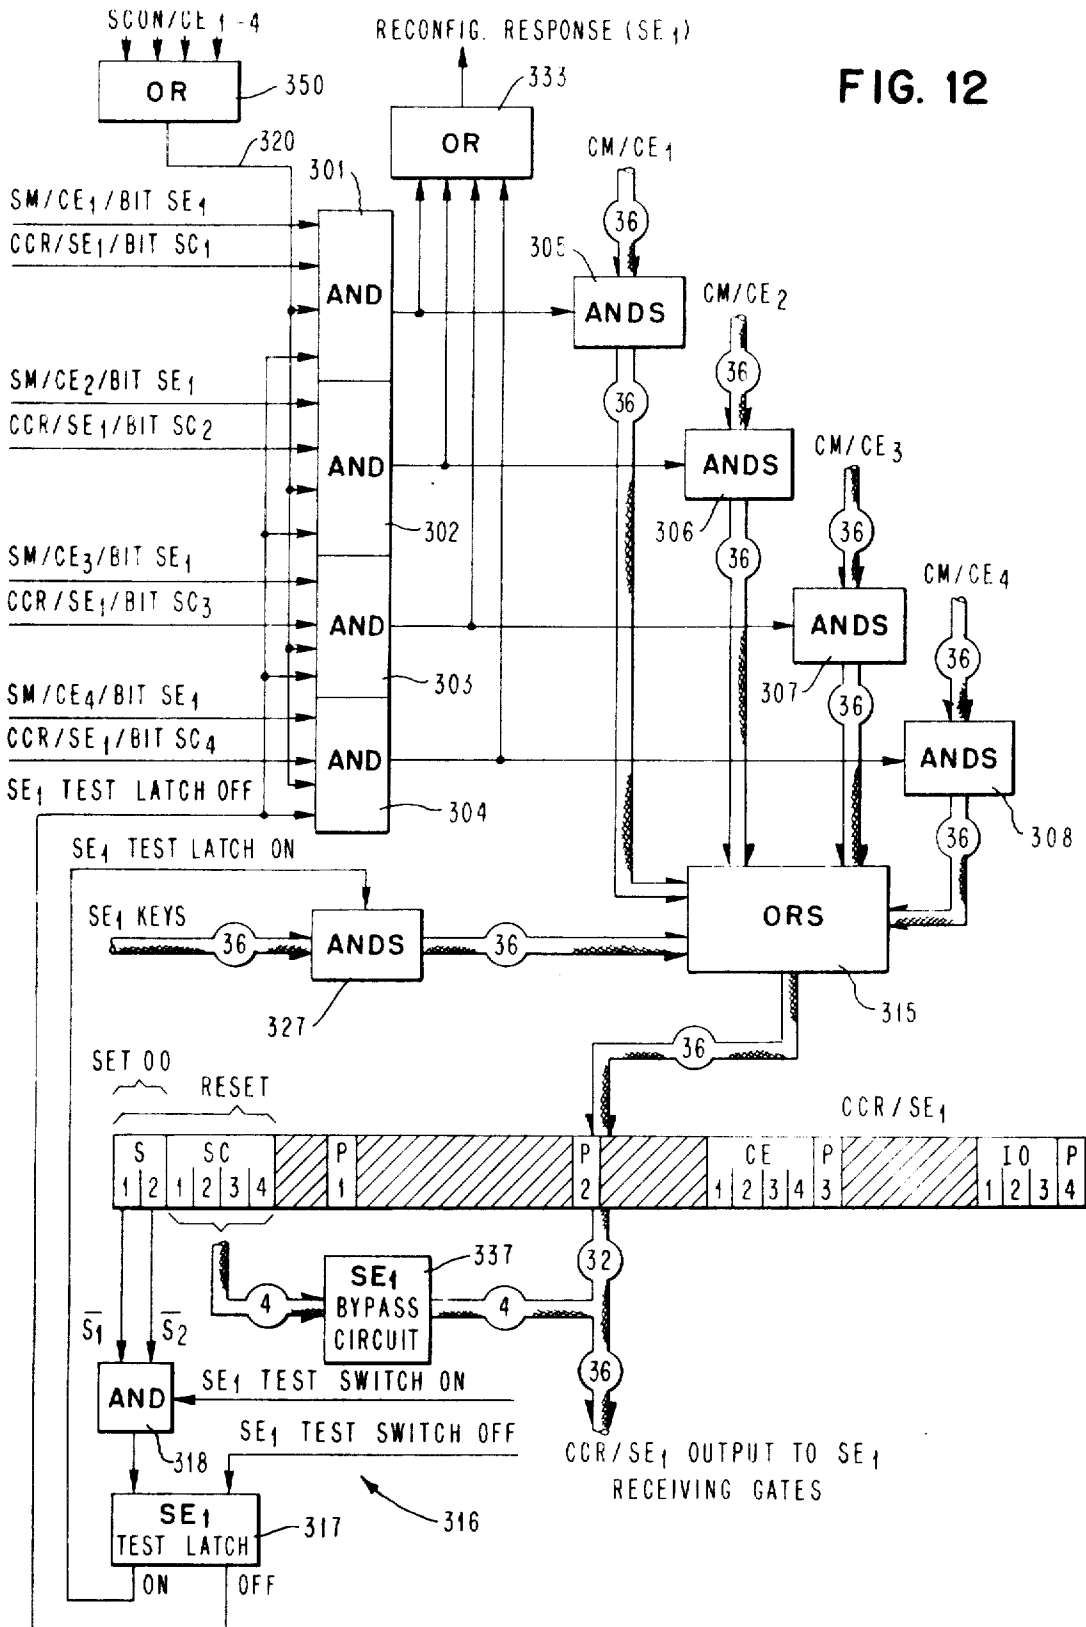 SCON/CE 1-4
RECONFIG. RESPONSE (SE1)
FIG. 12
OR
350
333
OR
320
CM/CE1
301
SM/CE1/BIT SE1
CCR/SE1/BIT SC1
36
305
AND
ANDS
CM/CE2
36
36
SM/CE2/BIT SE1
CCR/SE1/BIT SC2
AND
ANDS
CM/CE3
302
306
36
36
SM/CE3/BIT SE1
CCR/SE1/BIT SC3
CM/CE4
AND
ANDS
303
307
36
36
SM/CE4/BIT SE1
CCR/SE1/BIT SC4
AND
ANDS
SE1 TEST LATCH OFF
304
308
36
SE1 TEST LATCH ON
SE1 KEYS
36
ANDS
36
ORS
327
315
36
SET 00
RESET
CCR/SE1
S
1 2
SC
1 2 3 4
P
1
P
2
CE
1 2 3 4
P
3
IO
1 2 3
P
4
337
32
4
SE1
BYPASS
CIRCUIT
4
S1
S2
36
AND
SE1 TEST SWITCH ON
SE1 TEST SWITCH OFF
318
CCR/SE1 OUTPUT TO SE1
RECEIVING GATES
SE1
TEST LATCH
317
316
ON
OFF